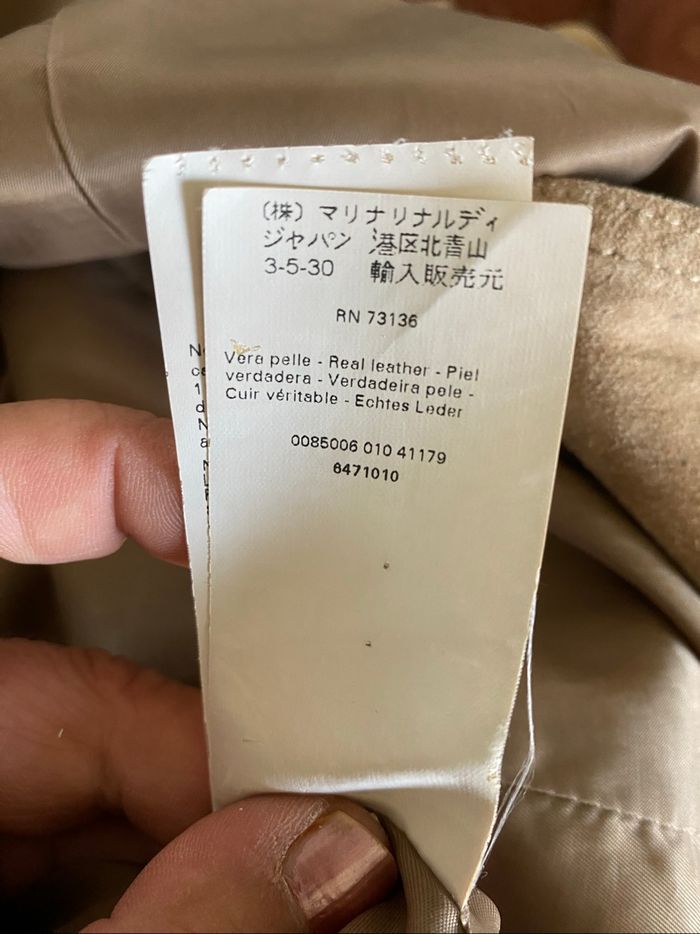 (株) マリナリナルディ
ジャパン 港区北青山
3-5-30 輸入販売元
RN 73136
Vera pelle - Real leather - Piel
verdadera - Verdadeira pele -
Cuir véritable - Echtes Leder
0085006 010 41179
6471010